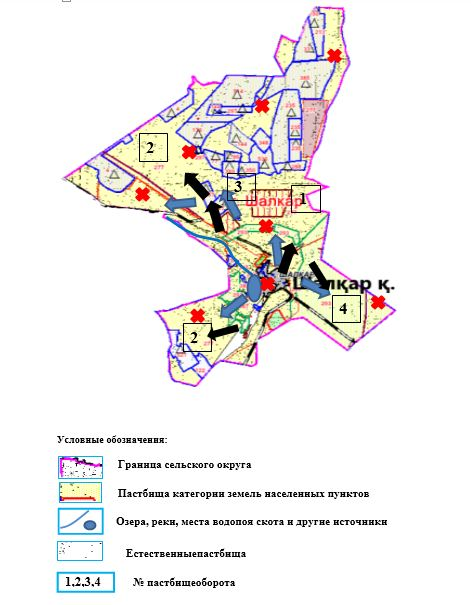 2
3
1
Шалкар
ШАЛКАР
Шалқар қ.
4
2
Условные обозначения:
Граница сельского округа
Пастбища категории земель населенных пунктов
Озера, реки, места водопоя скота и другие источники
Естественныепастбища
1,2,3,4 № пастбищеоборота